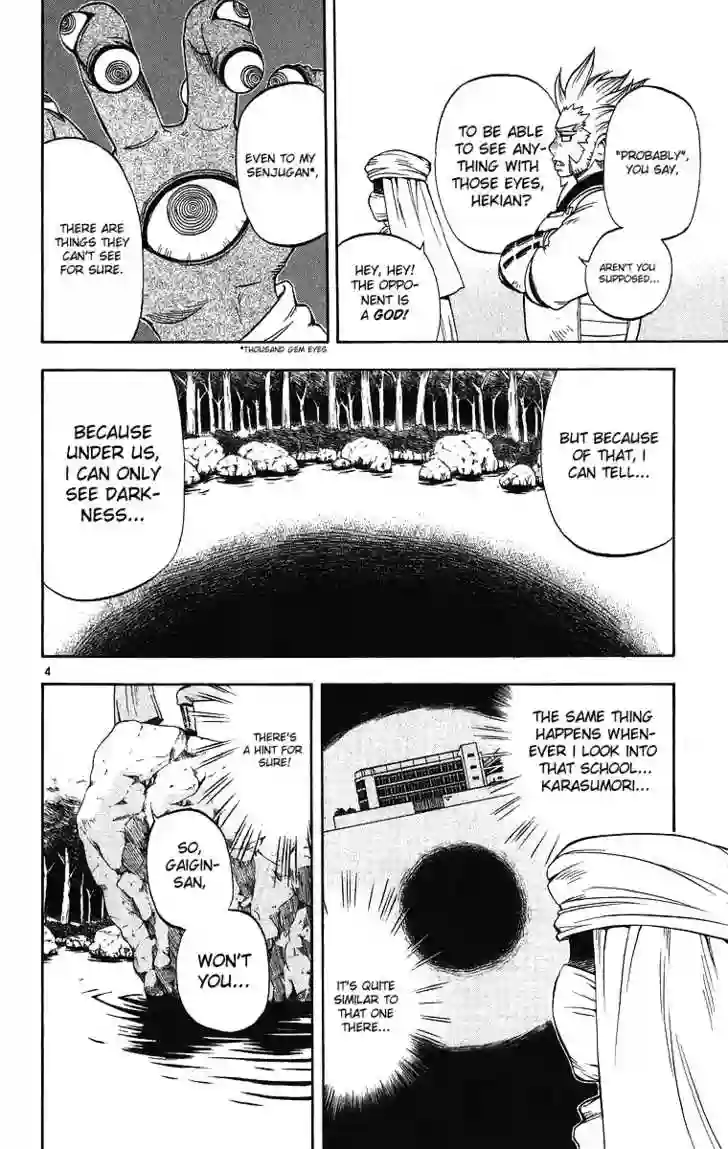 "PROBABLY",
YOU SAY,
AREN'T YOU
SUPPOSED...
TO BE ABLE
TO SEE ANY-
THING WITH
THOSE EYES,
HEKIAN?
HEY, HEY!
THE OPPO-
NENT IS
A GOD!
EVEN TO MY
SENJUGAN*,
THERE ARE
THINGS THEY
CAN'T SEE
FOR SURE.
*THOUSAND GEM EYES
BUT BECAUSE
OF THAT, I
CAN TELL...
BECAUSE
UNDER US,
I CAN ONLY
SEE DARK-
NESS...
4
THE SAME THING
HAPPENS WHEN-
EVER I LOOK INTO
THAT SCHOOL...
KARASUMORI...
IT'S QUITE
SIMILAR TO
THAT ONE
THERE...
THERE'S
A HINT FOR
SURE!
SO,
GAIGIN-
SAN,
WON'T
YOU...